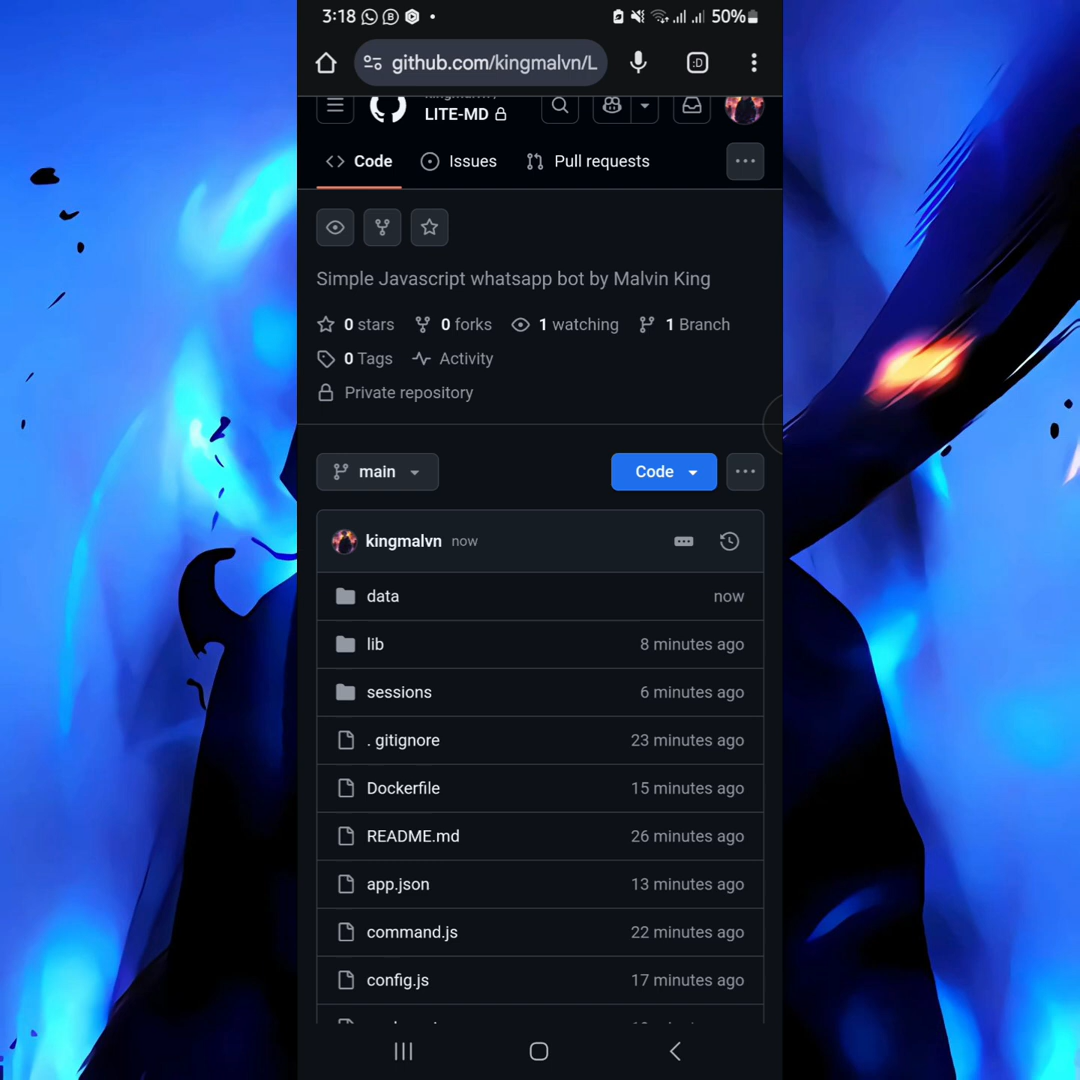 3:18 50%
github.com/kingmalvn/L :D
LITE-MD
Code Issues Pull requests
Simple Javascript whatsapp bot by Malvin King
0 stars 0 forks 1 watching 1 Branch
0 Tags Activity
Private repository
main Code
kingmalvn now
data now
lib 8 minutes ago
sessions 6 minutes ago
. gitignore 23 minutes ago
Dockerfile 15 minutes ago
README.md 26 minutes ago
app.json 13 minutes ago
command.js 22 minutes ago
config.js 17 minutes ago